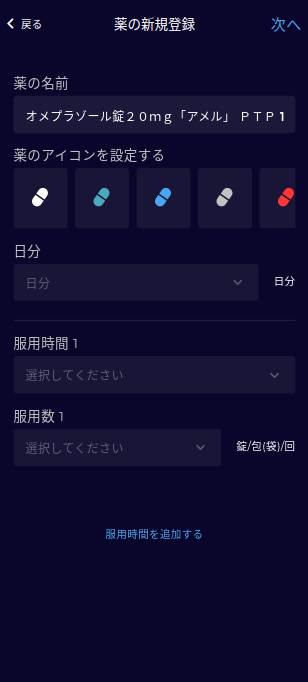 戻る
薬の新規登録
次へ
薬の名前
オメプラゾール錠２０ｍｇ「アメル」 ＰＴＰ 1
薬のアイコンを設定する
日分
日分
日分
服用時間 1
選択してください
服用数 1
選択してください
錠/包(袋)/回
服用時間を追加する